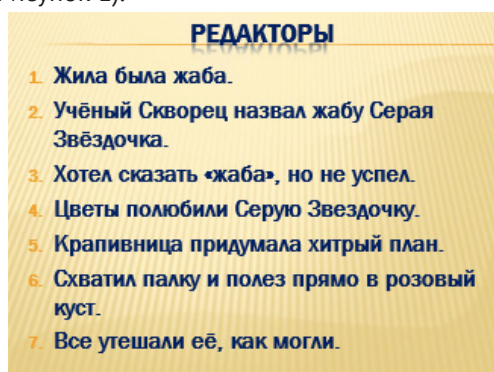 РЕДАКТОРЫ
1. Жила была жаба.
2. Учёный Скворец назвал жабу Серая
Звёздочка.
3. Хотел сказать «жаба», но не успел.
4. Цветы полюбили Серую Звездочку.
5. Крапивница придумала хитрый план.
6. Схватил палку и полез прямо в розовый
куст.
7. Все утешали её, как могли.